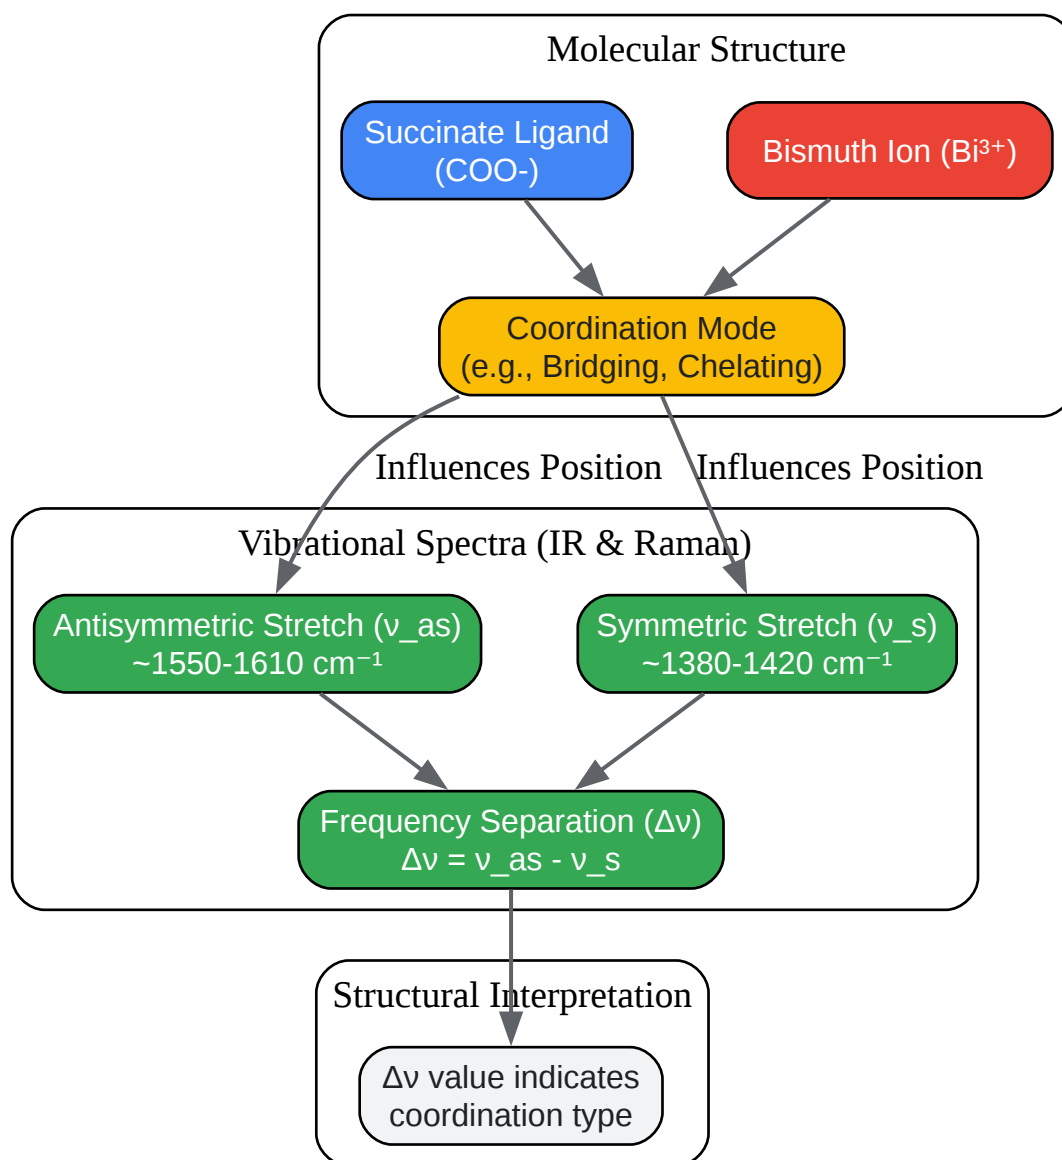 Molecular Structure
Succinate Ligand
(COO-)
Bismuth Ion (Bi³⁺)
Coordination Mode
(e.g., Bridging, Chelating)
Influences Position
Influences Position
Vibrational Spectra (IR & Raman)
Antisymmetric Stretch (ν_as)
~1550-1610 cm⁻¹
Symmetric Stretch (ν_s)
~1380-1420 cm⁻¹
Frequency Separation (Δν)
Δν = ν_as - ν_s
Structural Interpretation
Δν value indicates
coordination type